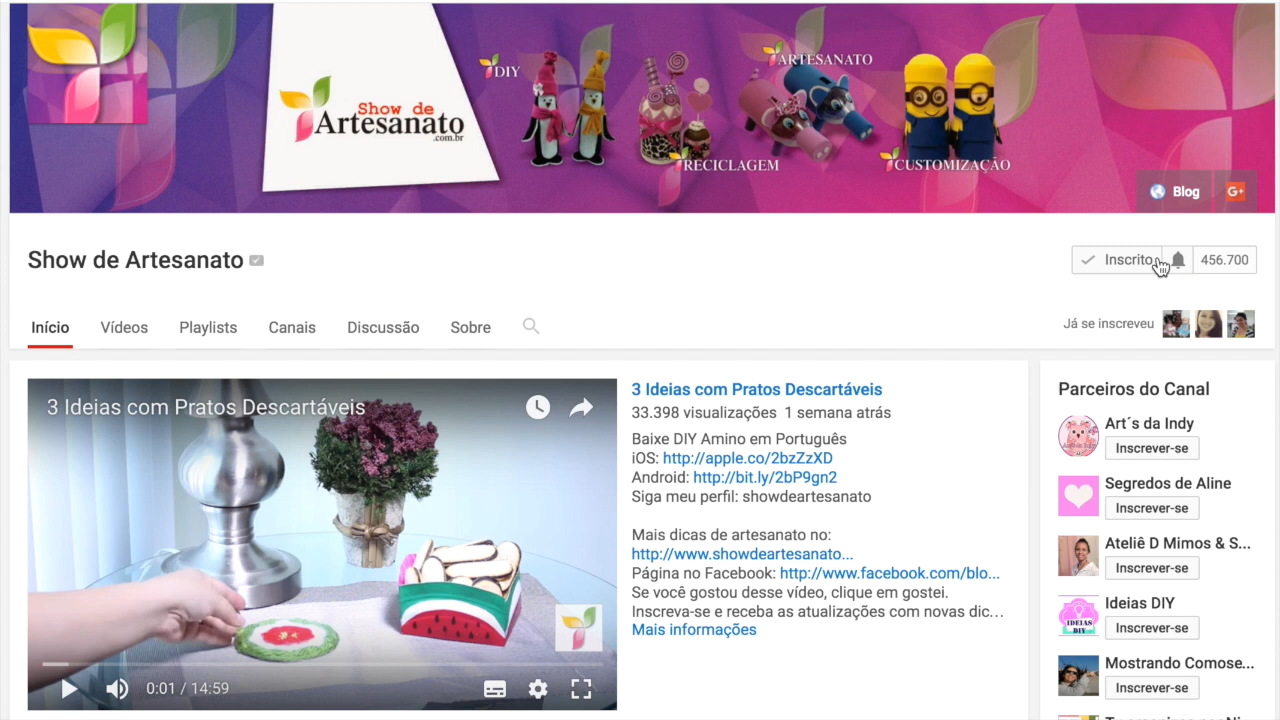 DIY
ARTESANATO
Show de
Artesanato
.com.br
RECICLAGEM
CUSTOMIZAÇÃO
Blog
G+
Show de Artesanato
Inscrito
456.700
Início
Vídeos
Playlists
Canais
Discussão
Sobre
Já se inscreveu
3 Ideias com Pratos Descartáveis
0:01 / 14:59
3 Ideias com Pratos Descartáveis
33.398 visualizações 1 semana atrás
Baixe DIY Amino em Português
iOS: http://apple.co/2bzZzXD
Android: http://bit.ly/2bP9gn2
Siga meu perfil: showdeartesanato
Mais dicas de artesanato no:
http://www.showdeartesanato...
Página no Facebook: http://www.facebook.com/blo...
Se você gostou desse vídeo, clique em gostei.
Inscreva-se e receba as atualizações com novas dic...
Mais informações
Parceiros do Canal
Art´s da Indy
Inscrever-se
Segredos de Aline
Inscrever-se
Ateliê D Mimos & S...
Inscrever-se
IDEIAS
DIY
Ideias DIY
Inscrever-se
Mostrando Comose...
Inscrever-se